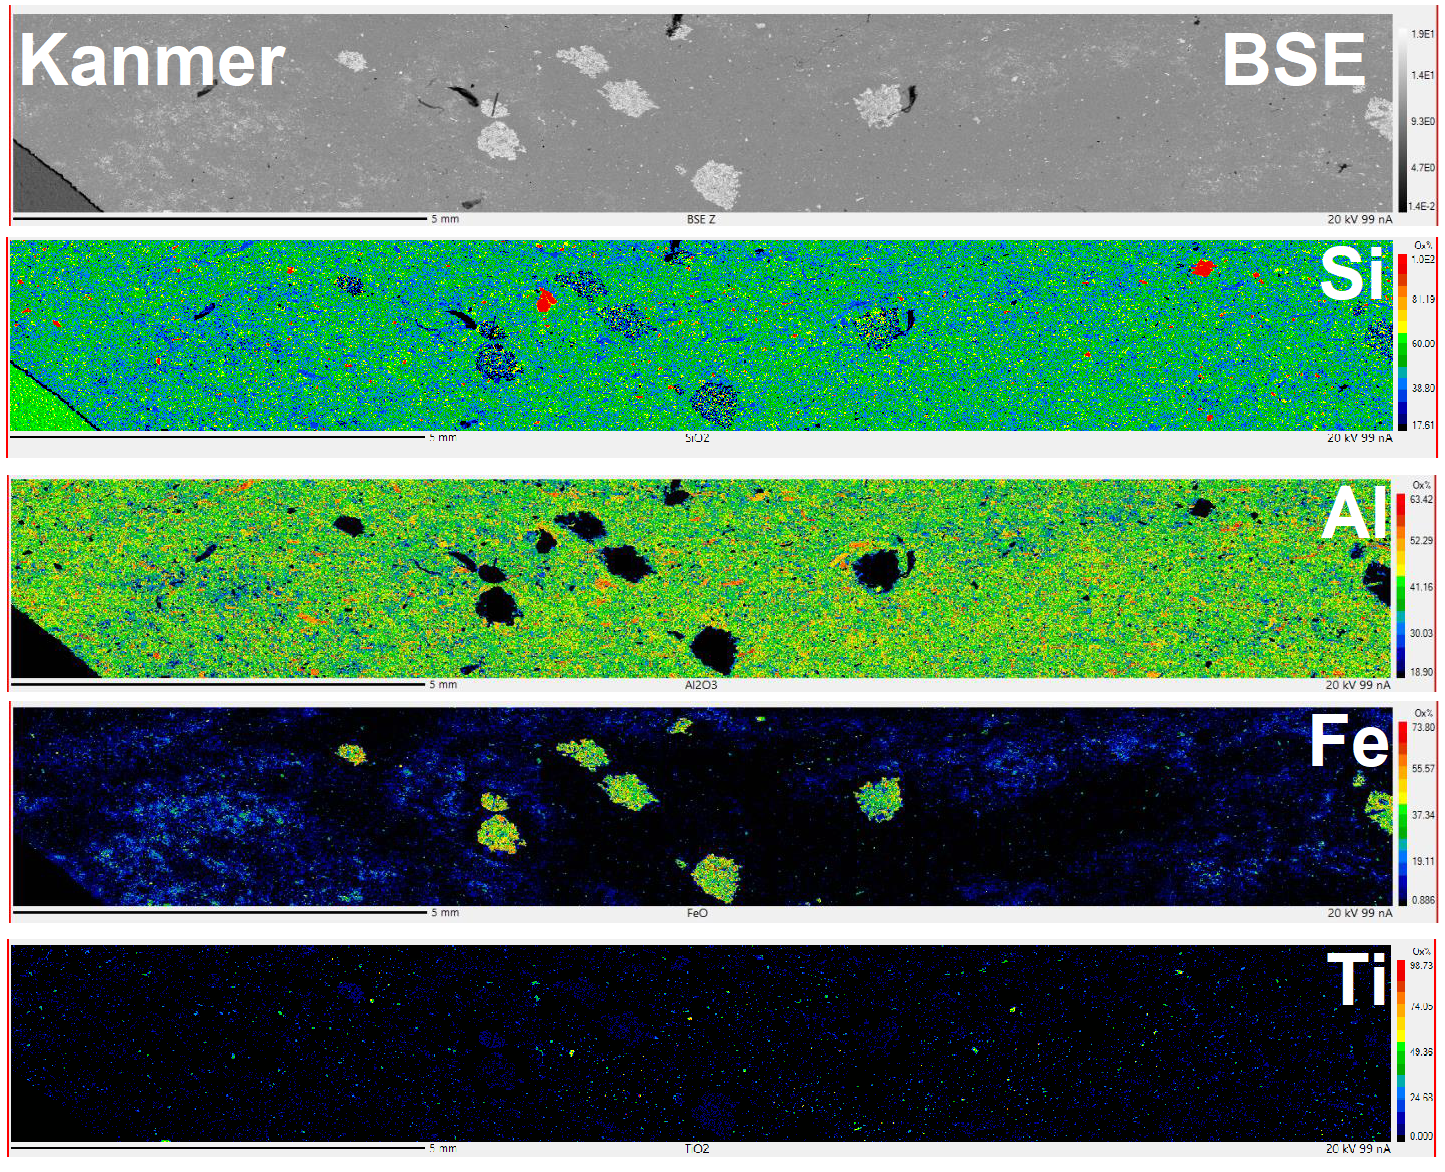 Kanmer
BSE
1.9E1
1.4E1
9.3E0
4.7E0
1.4E-2
5 mm
BSE Z
20 kV 99 nA
Si
Ox%
1.0E2
81.19
60.00
38.80
17.61
5 mm
SiO2
20 kV 99 nA
Al
Ox%
63.42
52.29
41.16
30.03
18.90
5 mm
Al2O3
20 kV 99 nA
Fe
Ox%
73.80
55.57
37.34
19.11
0.886
5 mm
FeO
20 kV 99 nA
Ti
Ox%
98.73
74.05
49.36
24.68
0.000
5 mm
TiO2
20 kV 99 nA